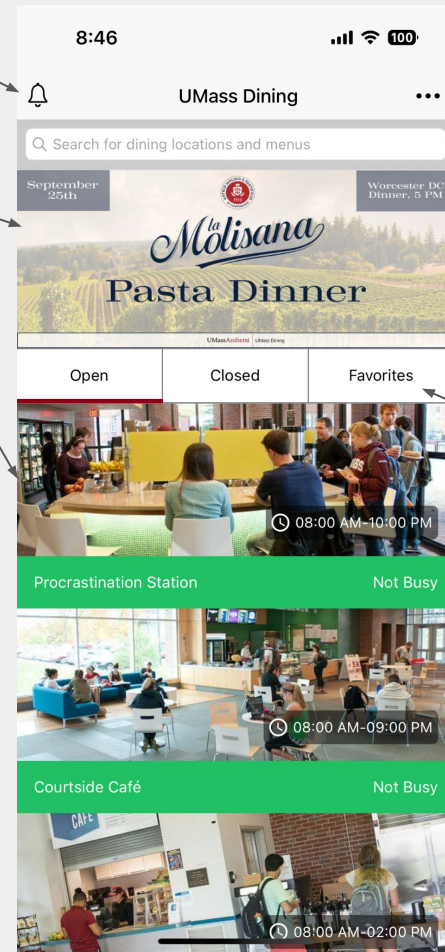 8:46
100
UMass Dining
Search for dining locations and menus
September
25th
Worcester DC
Dinner, 5 PM
la
Molisana
Pasta Dinner
UMassAmherst UMass Dining
Open
Closed
Favorites
08:00 AM-10:00 PM
Procrastination Station
Not Busy
08:00 AM-09:00 PM
Courtside Café
Not Busy
CAFE
08:00 AM-02:00 PM